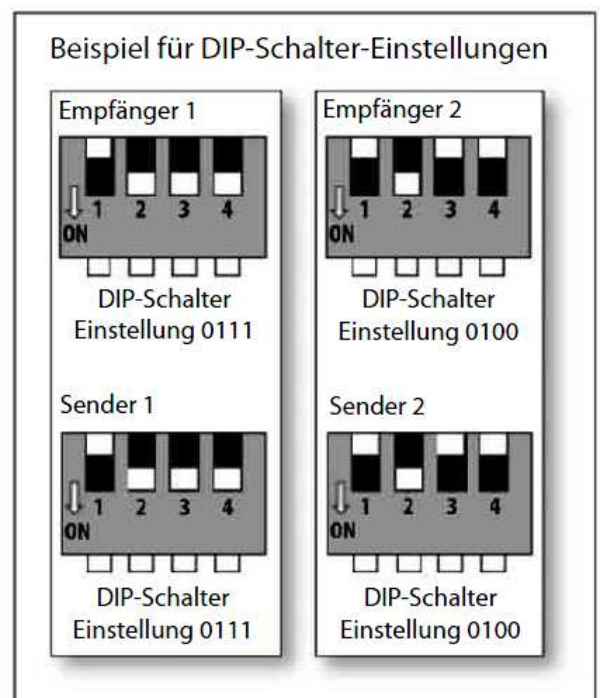 Beispiel für DIP-Schalter-Einstellungen
Empfänger 1
1 2 3 4
ON
DIP-Schalter
Einstellung 0111
Empfänger 2
1 2 3 4
ON
DIP-Schalter
Einstellung 0100
Sender 1
1 2 3 4
ON
DIP-Schalter
Einstellung 0111
Sender 2
1 2 3 4
ON
DIP-Schalter
Einstellung 0100